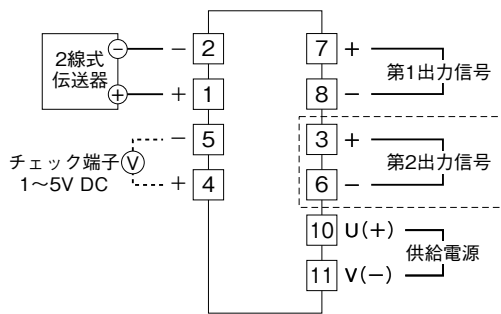 2線式
伝送器
−
+
− 2
+ 1
− 5
+ 4
チェック端子 V
1〜5V DC
7 +
8 −
第1出力信号
3 +
6 −
第2出力信号
10 U(+)
11 V(−)
供給電源